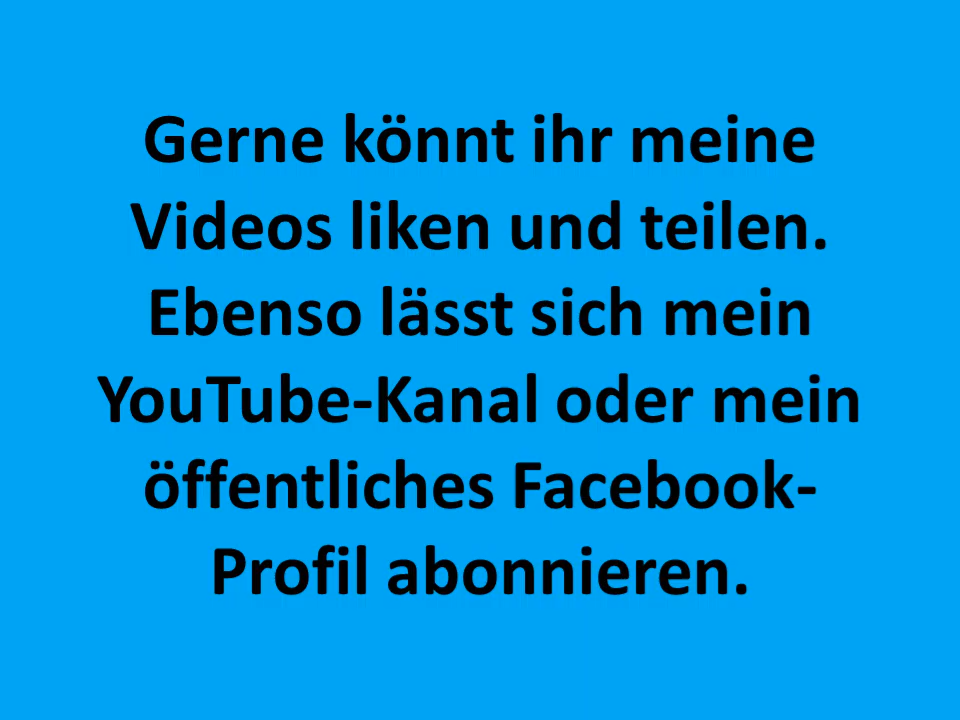 Gerne könnt ihr meine
Videos liken und teilen.
Ebenso lässt sich mein
YouTube-Kanal oder mein
öffentliches Facebook-
Profil abonnieren.